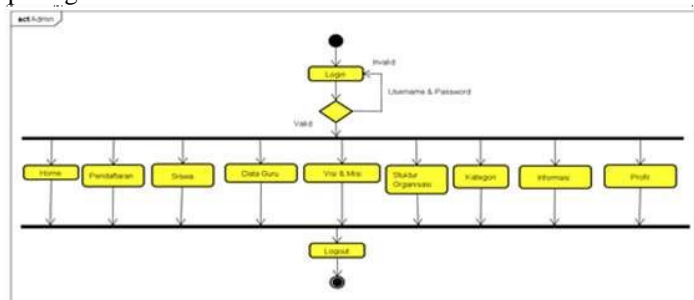 act Admin
Invalid
Login
Username & Password
Valid
Home
Pendaftaran
Siswa
Data Guru
Visi & Misi
Stuktur
Organisasi
Kategori
Informasi
Profil
Logout